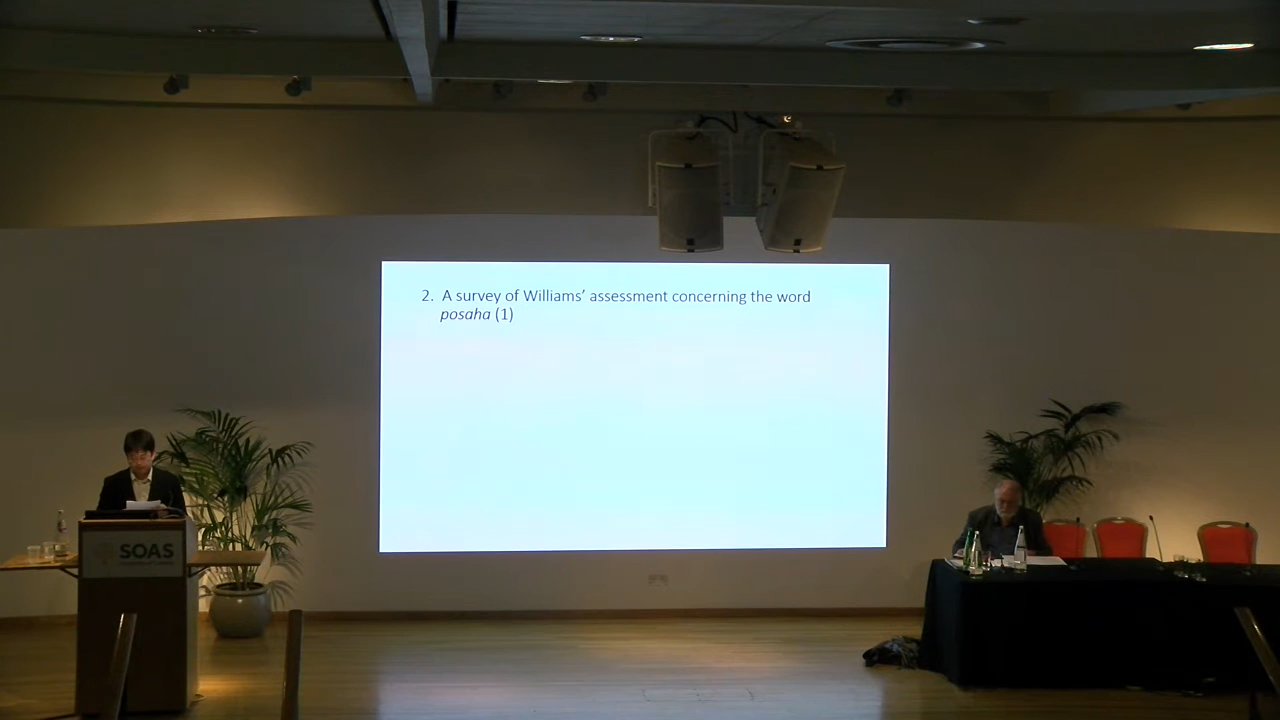 2. A survey of Williams’ assessment concerning the word
posaha (1)
SOAS